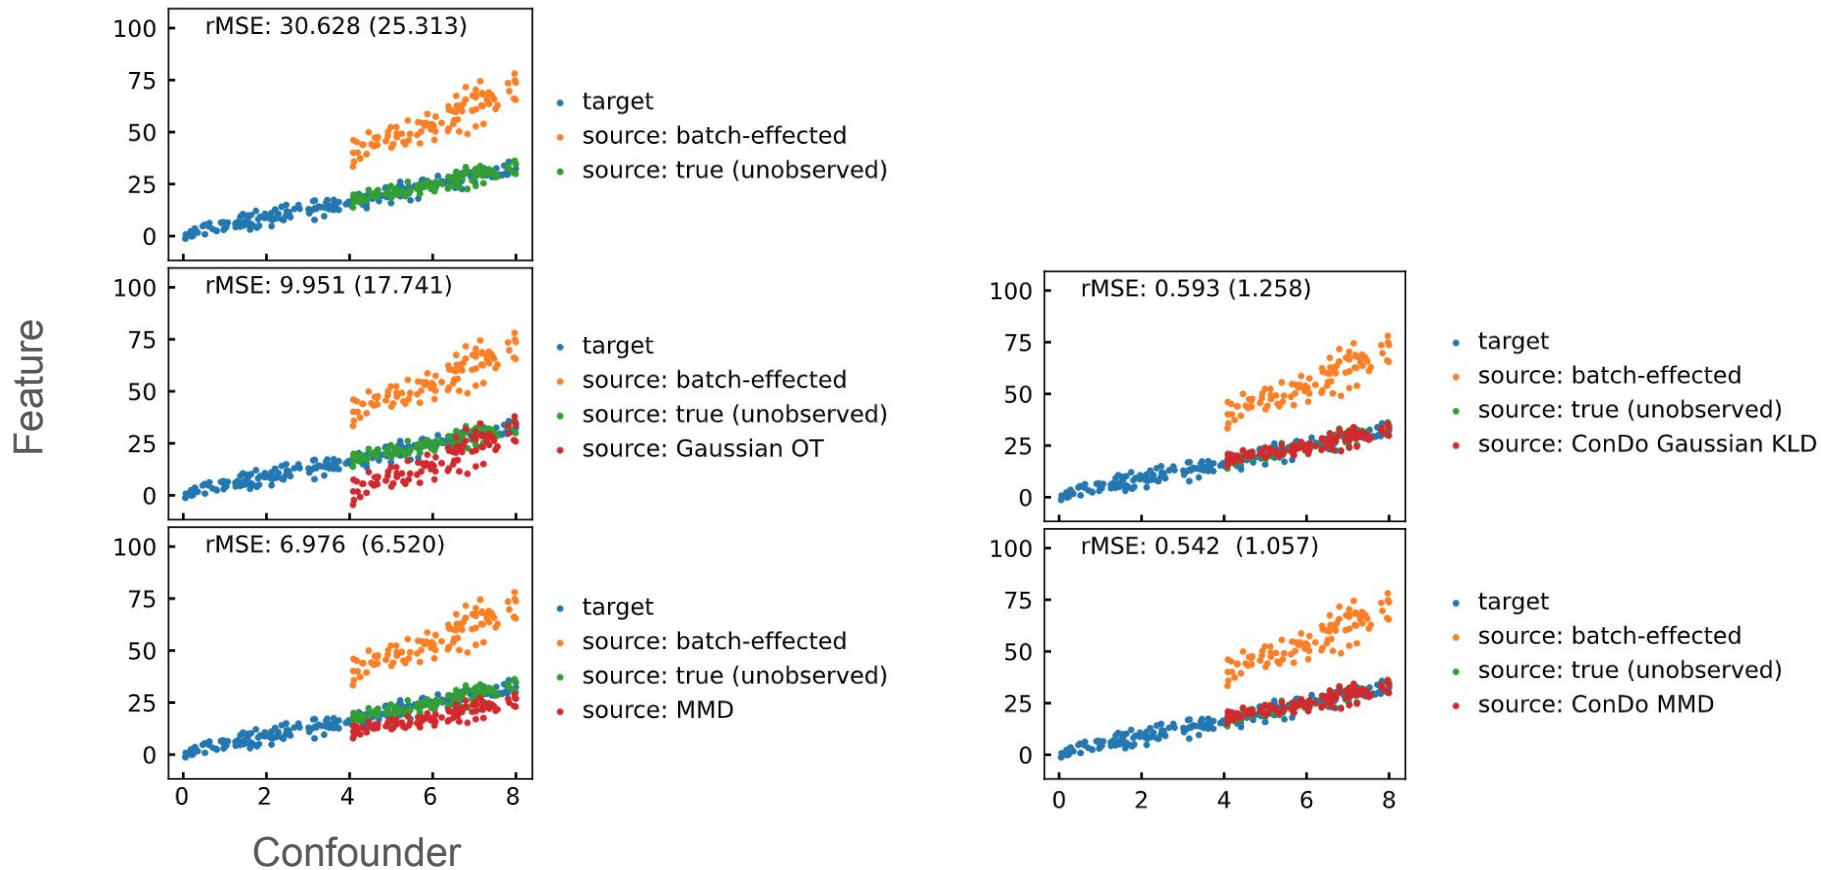 Feature
rMSE: 30.628 (25.313)
100
75
50
25
0
target
source: batch-effected
source: true (unobserved)
rMSE: 9.951 (17.741)
100
75
50
25
0
target
source: batch-effected
source: true (unobserved)
source: Gaussian OT
rMSE: 0.593 (1.258)
100
75
50
25
0
target
source: batch-effected
source: true (unobserved)
source: ConDo Gaussian KLD
rMSE: 6.976 (6.520)
100
75
50
25
0
0 2 4 6 8
target
source: batch-effected
source: true (unobserved)
source: MMD
rMSE: 0.542 (1.057)
100
75
50
25
0
0 2 4 6 8
target
source: batch-effected
source: true (unobserved)
source: ConDo MMD
Confounder